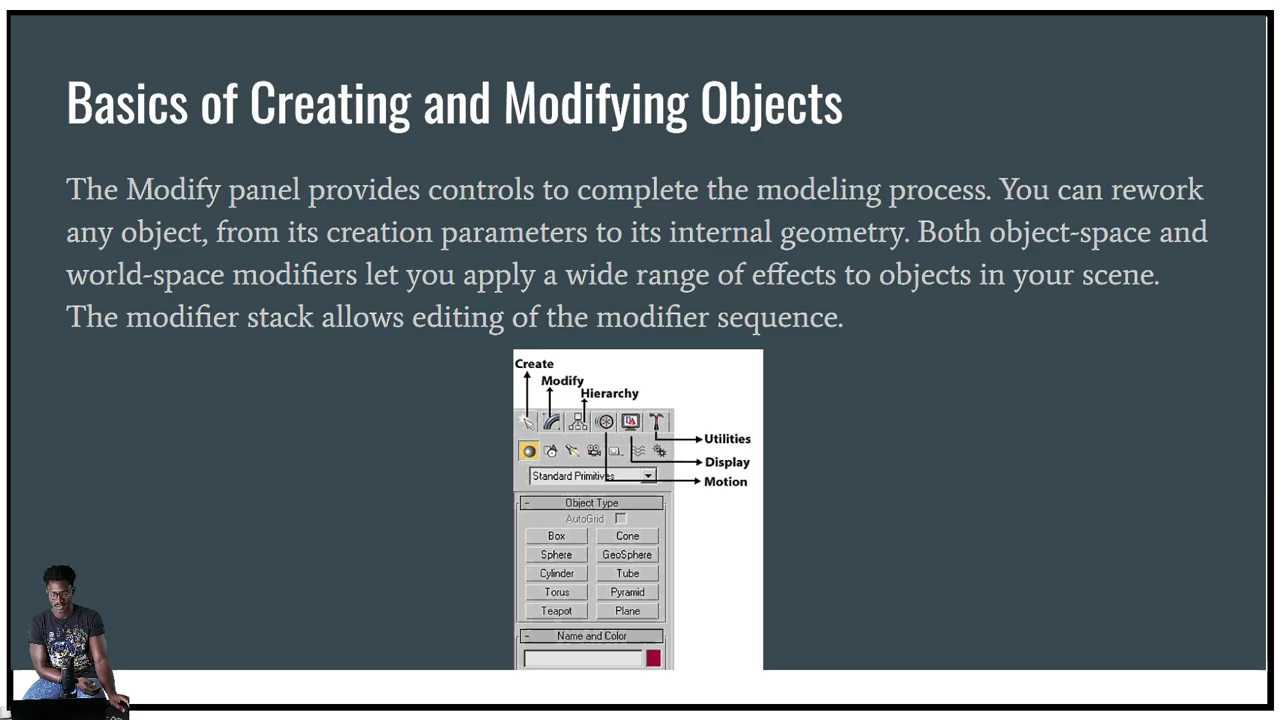 Basics of Creating and Modifying Objects
The Modify panel provides controls to complete the modeling process. You can rework
any object, from its creation parameters to its internal geometry. Both object-space and
world-space modifiers let you apply a wide range of effects to objects in your scene.
The modifier stack allows editing of the modifier sequence.
Create
Modify
Hierarchy
Utilities
Display
Motion
Standard Primitives
Object Type
AutoGrid
Box Cone
Sphere GeoSphere
Cylinder Tube
Torus Pyramid
Teapot Plane
Name and Color